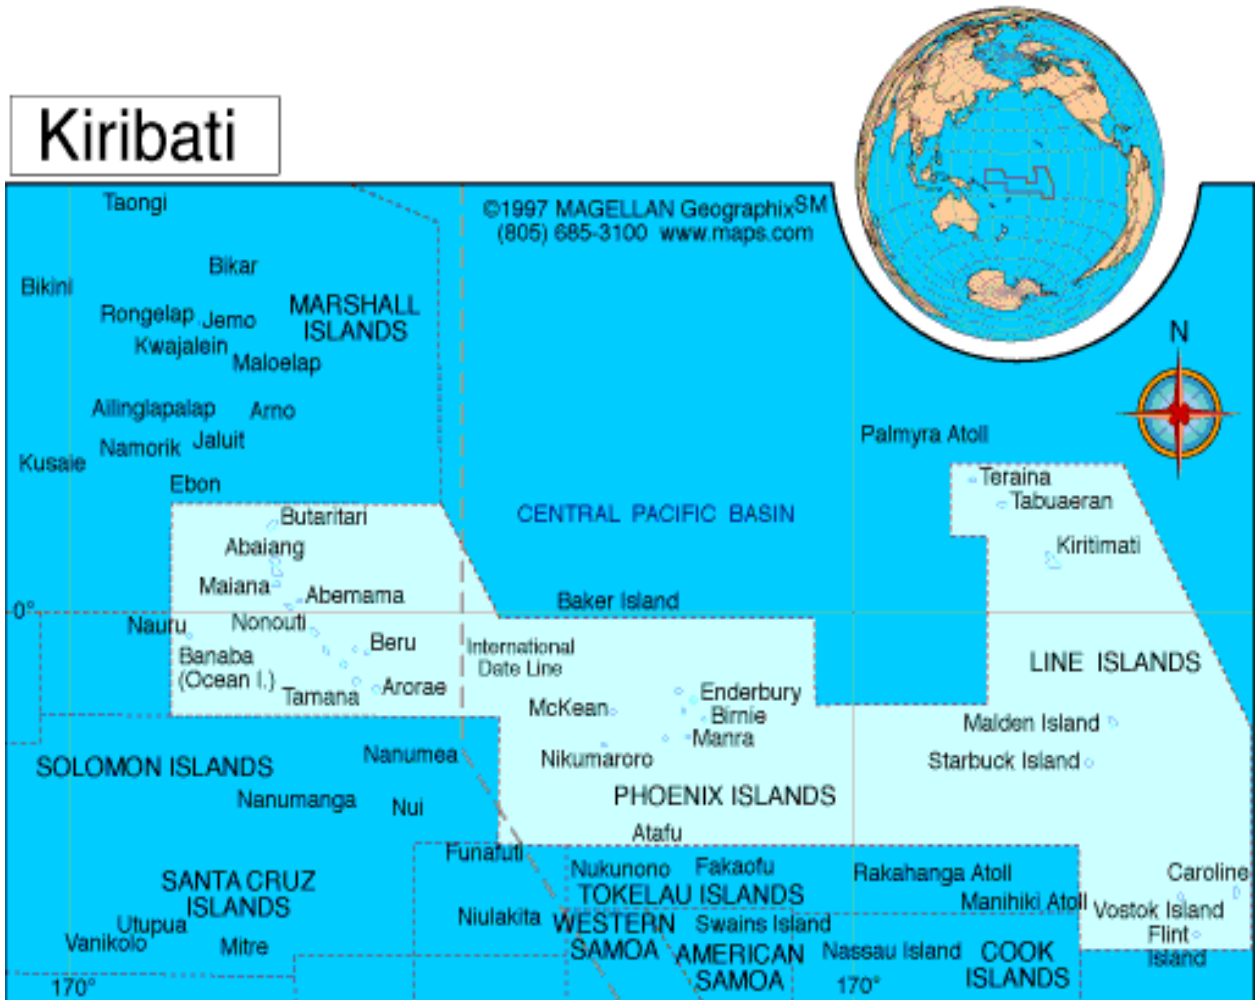 Kiribati
Taongi
©1997 MAGELLAN GeographixSM
(805) 685-3100 www.maps.com
Bikar
Bikini
MARSHALL
ISLANDS
Rongelap
Jemo
Kwajalein
Maloelap
N
Ailinglapalap
Arno
Jaluit
Namorik
Kusaie
Palmyra Atoll
Ebon
Teraina
Tabuaeran
Butaritari
CENTRAL PACIFIC BASIN
Abaiang
Kiritimati
Maiana
Abemama
Baker Island
0°
Nauru
Nonouti
Beru
International
Date Line
Banaba
(Ocean I.)
LINE ISLANDS
Tamana
Arorae
Enderbury
McKean
Birnie
Malden Island
Manra
Nanumea
Nikumaroro
Starbuck Island
SOLOMON ISLANDS
PHOENIX ISLANDS
Nanumanga
Nui
Atafu
Funafuti
Nukunono
Fakaofu
Rakahanga Atoll
Caroline
SANTA CRUZ
ISLANDS
TOKELAU ISLANDS
Manihiki Atoll
Vostok Island
Utupua
Niulakita
WESTERN
SAMOA
Swains Island
Flint
Island
Vanikolo
Mitre
AMERICAN
SAMOA
Nassau Island
COOK
ISLANDS
170°
170°